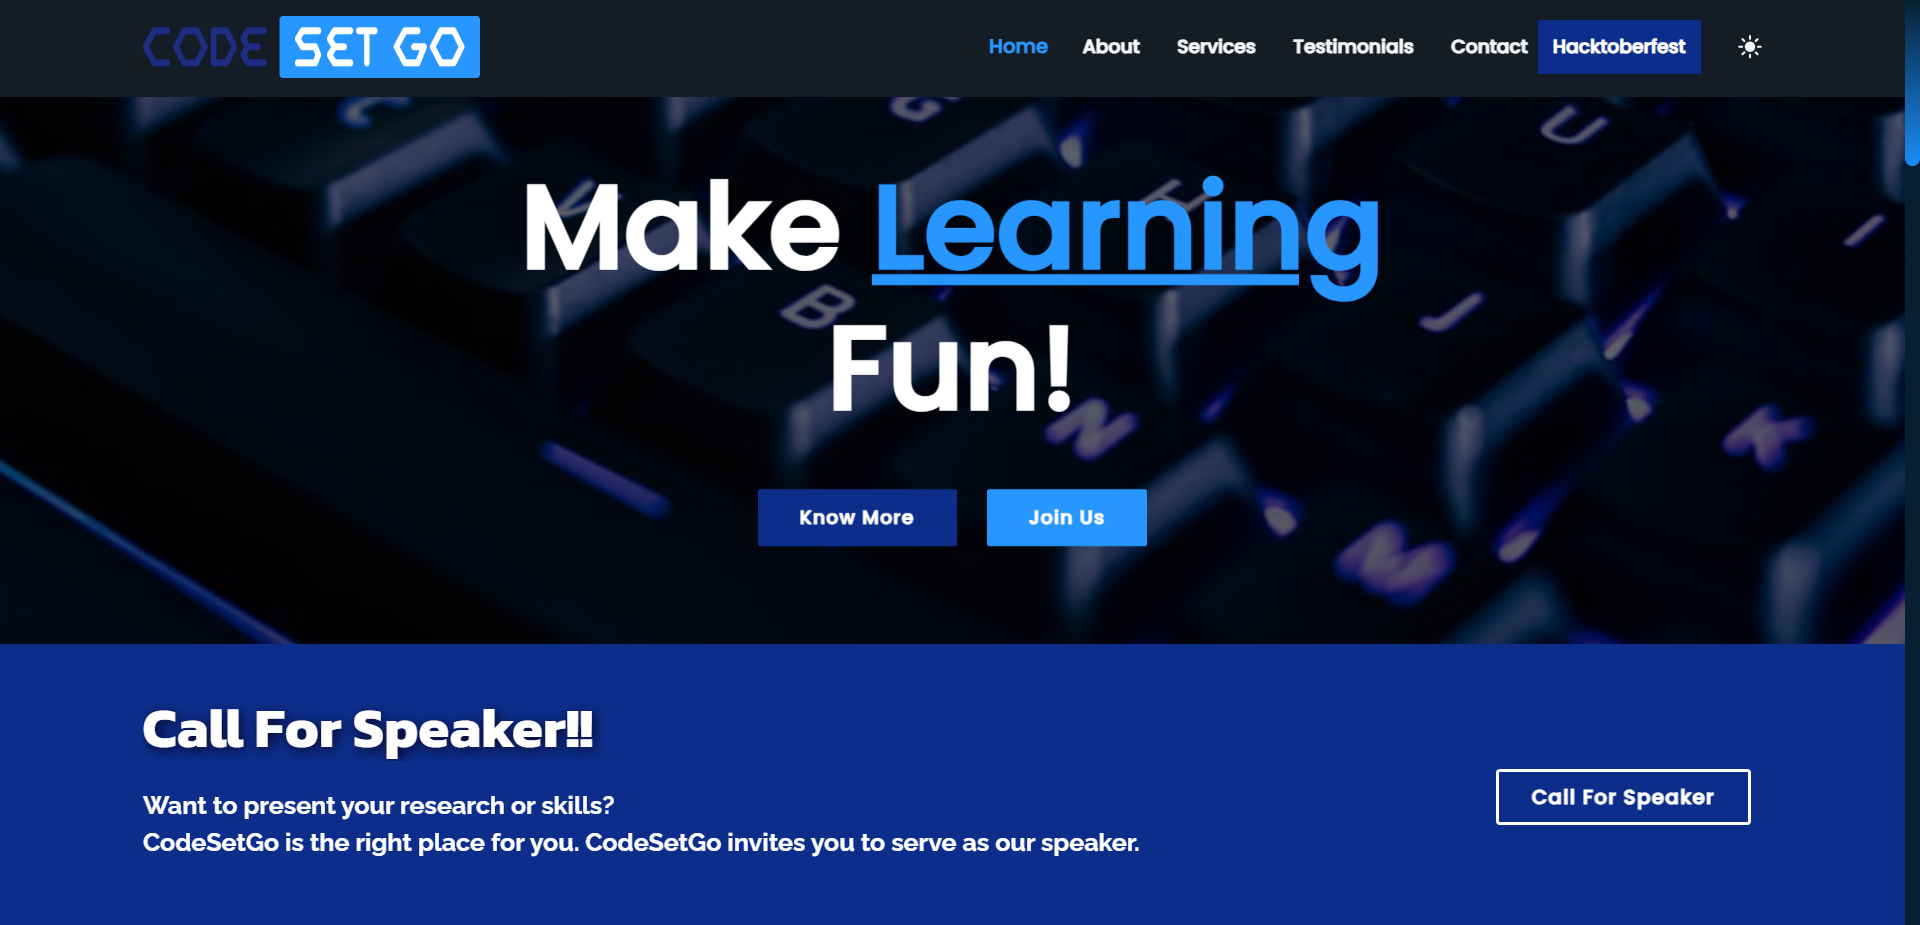 CODE SET GO
Home About Services Testimonials Contact Hacktoberfest
C G U
V H I
Make Learning
B J
Fun!
N K
Know More Join Us
M
Call For Speaker!!
Want to present your research or skills?
CodeSetGo is the right place for you. CodeSetGo invites you to serve as our speaker.
Call For Speaker